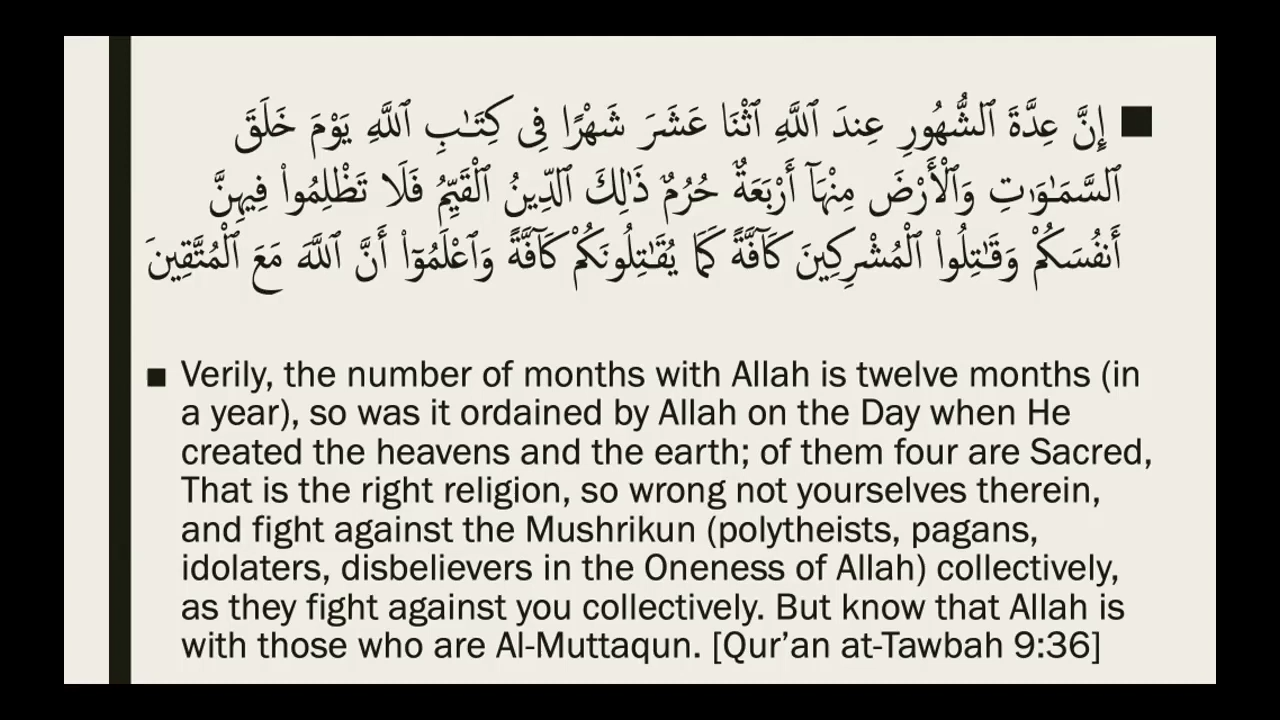 إِنَّ عِدَّةَ ٱلشُّهُورِ عِندَ ٱللَّهِ ٱثْنَا عَشَرَ شَهْرًا فِى كِتَـٰبِ ٱللَّهِ يَوْمَ خَلَقَ
ٱلسَّمَـٰوَٰتِ وَٱلْأَرْضَ مِنْهَآ أَرْبَعَةٌ حُرُمٌ ذَٰلِكَ ٱلدِّينُ ٱلْقَيِّمُ فَلَا تَظْلِمُوا۟ فِيهِنَّ
أَنفُسَكُمْ وَقَـٰتِلُوا۟ ٱلْمُشْرِكِينَ كَآفَّةً كَمَا يُقَـٰتِلُونَكُمْ كَآفَّةً وَٱعْلَمُوٓا۟ أَنَّ ٱللَّهَ مَعَ ٱلْمُتَّقِينَ
Verily, the number of months with Allah is twelve months (in
a year), so was it ordained by Allah on the Day when He
created the heavens and the earth; of them four are Sacred,
That is the right religion, so wrong not yourselves therein,
and fight against the Mushrikun (polytheists, pagans,
idolaters, disbelievers in the Oneness of Allah) collectively,
as they fight against you collectively. But know that Allah is
with those who are Al-Muttaqun. [Qur’an at-Tawbah 9:36]